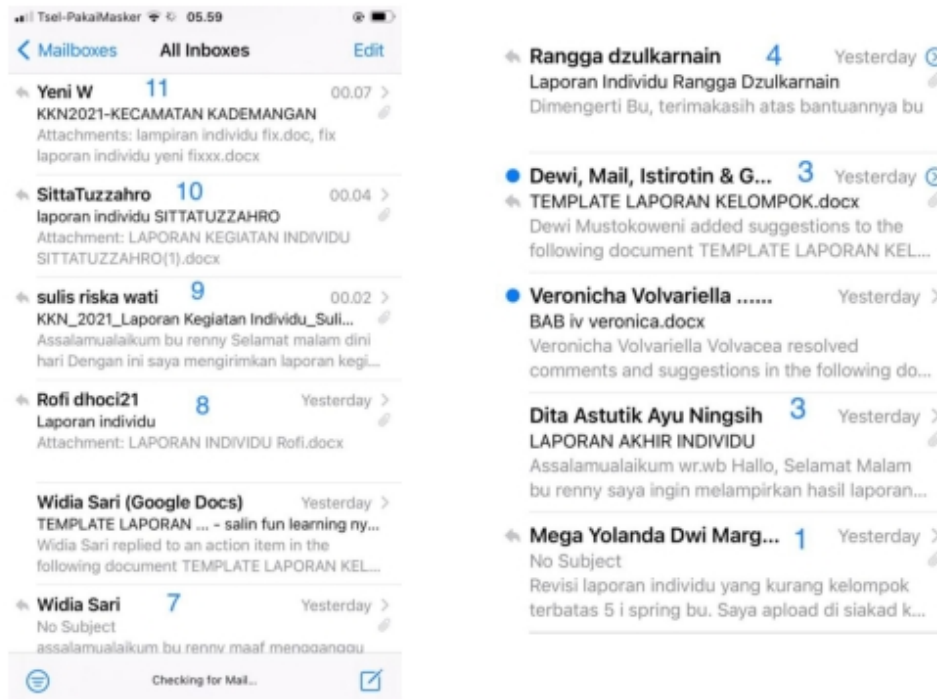 Tsel-PakaiMasker 05.59
Mailboxes All Inboxes Edit
Yeni W 11 00.07
KKN2021-KECAMATAN KADEMANGAN
Attachments: lampiran individu fix.doc, fix
laporan individu yeni fixxx.docx
SittaTuzzahro 10 00.04
laporan individu SITTATUZZAHRO
Attachment: LAPORAN KEGIATAN INDIVIDU
SITTATUZZAHRO(1).docx
sulis riska wati 9 00.02
KKN_2021_Laporan Kegiatan Individu_Suli...
Assalamualaikum bu renny Selamat malam dini
hari Dengan ini saya mengirimkan laporan kegi...
Rofi dhoci21 8 Yesterday
Laporan individu
Attachment: LAPORAN INDIVIDU Rofi.docx
Widia Sari (Google Docs) Yesterday
TEMPLATE LAPORAN ... - salin fun learning ny...
Widia Sari replied to an action item in the
following document TEMPLATE LAPORAN KEL...
Widia Sari 7 Yesterday
No Subject
assalamualaikum bu renny maaf mengganggu
Checking for Mail...
Rangga dzulkarnain 4 Yesterday
Laporan Individu Rangga Dzulkarnain
Dimengerti Bu, terimakasih atas bantuannya bu
Dewi, Mail, Istirotin & G... 3 Yesterday
TEMPLATE LAPORAN KELOMPOK.docx
Dewi Mustokoweni added suggestions to the
following document TEMPLATE LAPORAN KEL...
Veronicha Volvariella ...... Yesterday
BAB iv veronica.docx
Veronicha Volvariella Volvacea resolved
comments and suggestions in the following do...
Dita Astutik Ayu Ningsih 3 Yesterday
LAPORAN AKHIR INDIVIDU
Assalamualaikum wr.wb Hallo, Selamat Malam
bu renny saya ingin melampirkan hasil laporan...
Mega Yolanda Dwi Marg... 1 Yesterday
No Subject
Revisi laporan individu yang kurang kelompok
terbatas 5 i spring bu. Saya apload di siakad k...